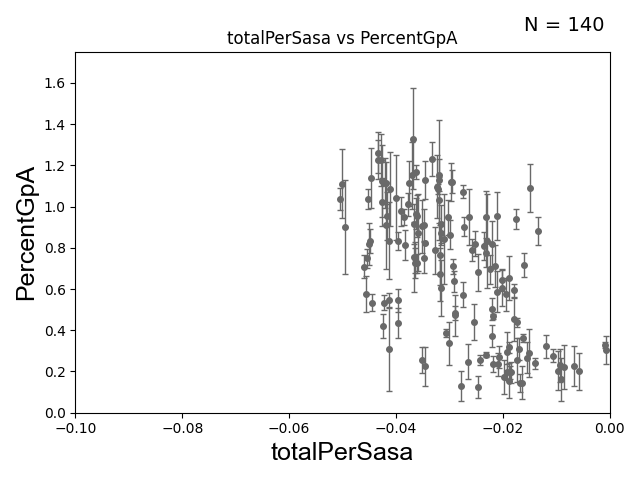 N = 140
totalPerSasa vs PercentGpA
PercentGpA
1.6
1.4
1.2
1.0
0.8
0.6
0.4
0.2
0.0
−0.10 −0.08 −0.06 −0.04 −0.02 0.00
totalPerSasa